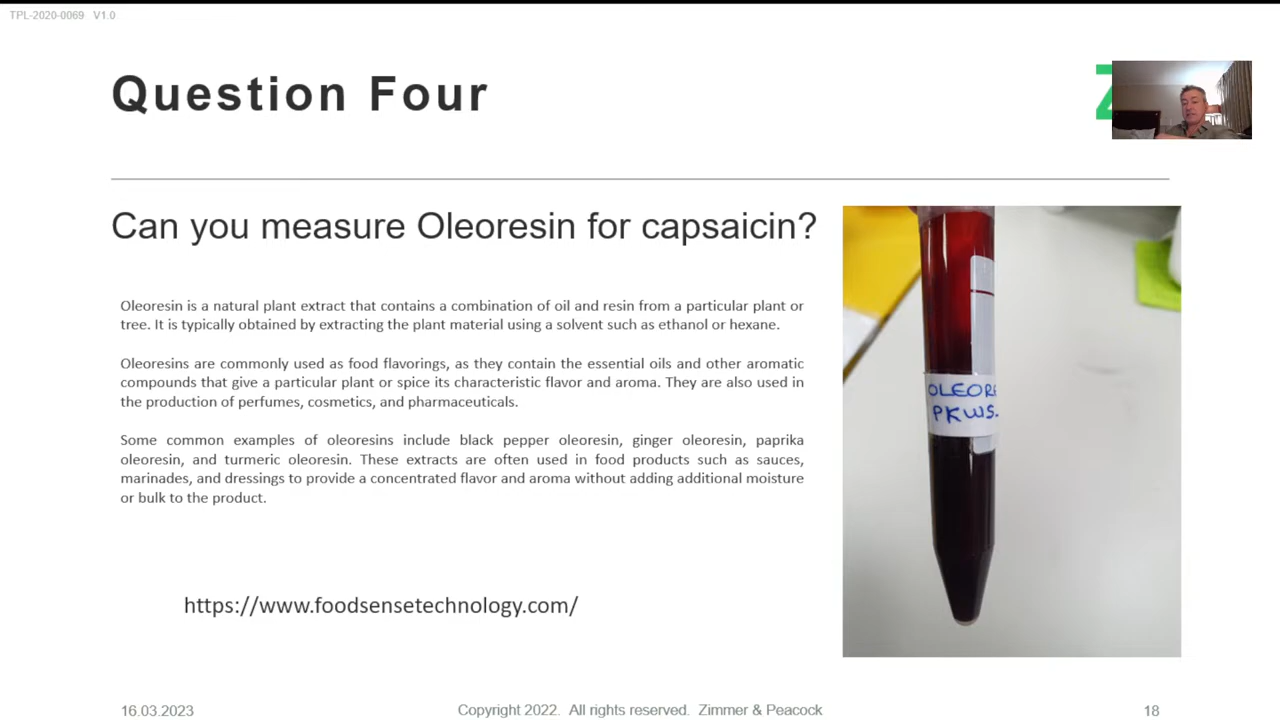 TPL-2020-0069 V1.0
Question Four
Can you measure Oleoresin for capsaicin?
Oleoresin is a natural plant extract that contains a combination of oil and resin from a particular plant or
tree. It is typically obtained by extracting the plant material using a solvent such as ethanol or hexane.
Oleoresins are commonly used as food flavorings, as they contain the essential oils and other aromatic
compounds that give a particular plant or spice its characteristic flavor and aroma. They are also used in
the production of perfumes, cosmetics, and pharmaceuticals.
Some common examples of oleoresins include black pepper oleoresin, ginger oleoresin, paprika
oleoresin, and turmeric oleoresin. These extracts are often used in food products such as sauces,
marinades, and dressings to provide a concentrated flavor and aroma without adding additional moisture
or bulk to the product.
OLEORE
PKWS.
https://www.foodsensetechnology.com/
16.03.2023
Copyright 2022. All rights reserved. Zimmer & Peacock
18